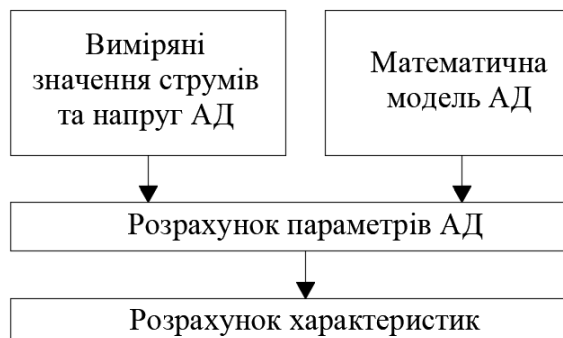 Виміряні
значення струмів
та напруг АД
Математична
модель АД
Розрахунок параметрів АД
Розрахунок характеристик